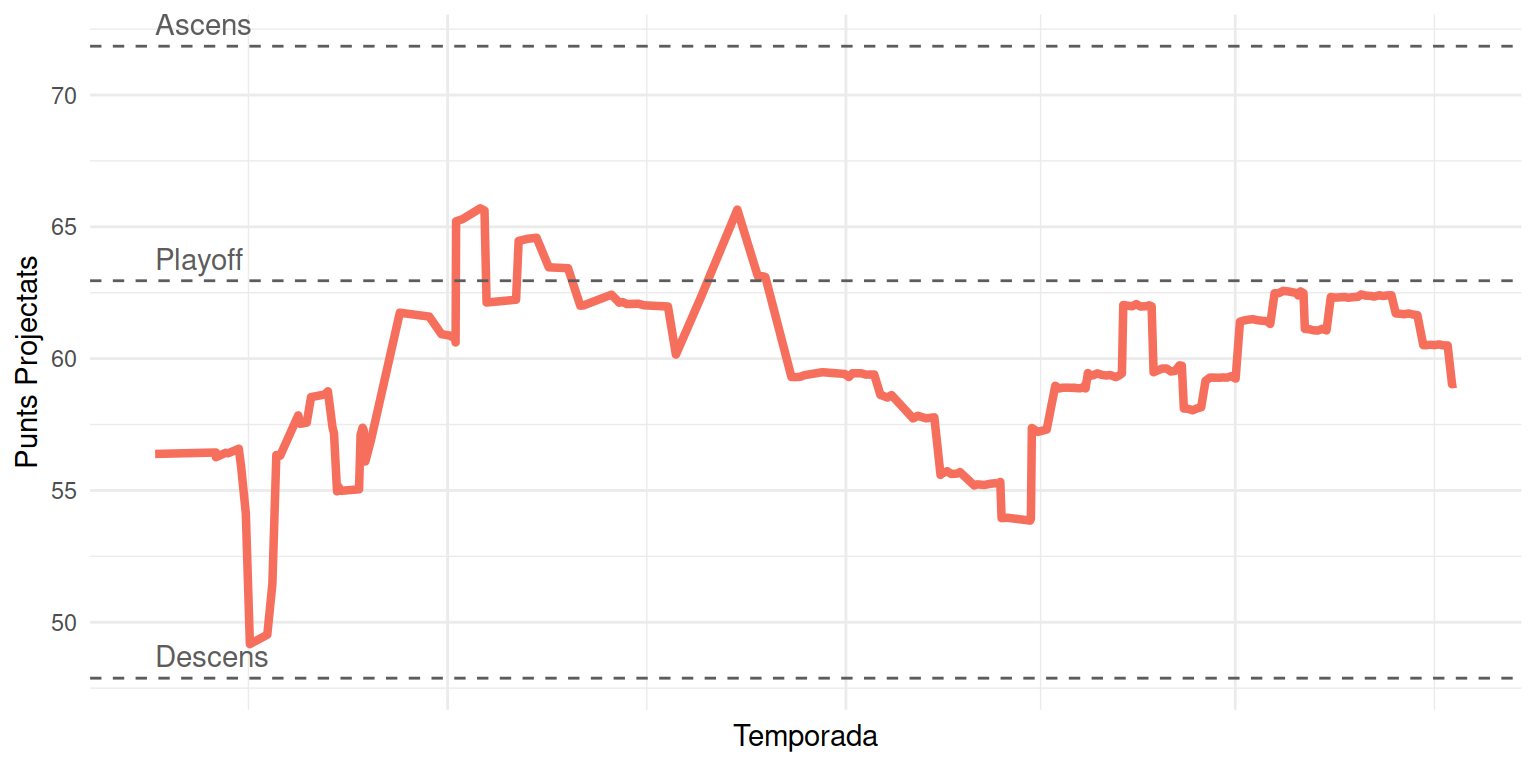 Ascens
70
65
Playoff
60
55
50
Descens
Punts Projectats
Temporada